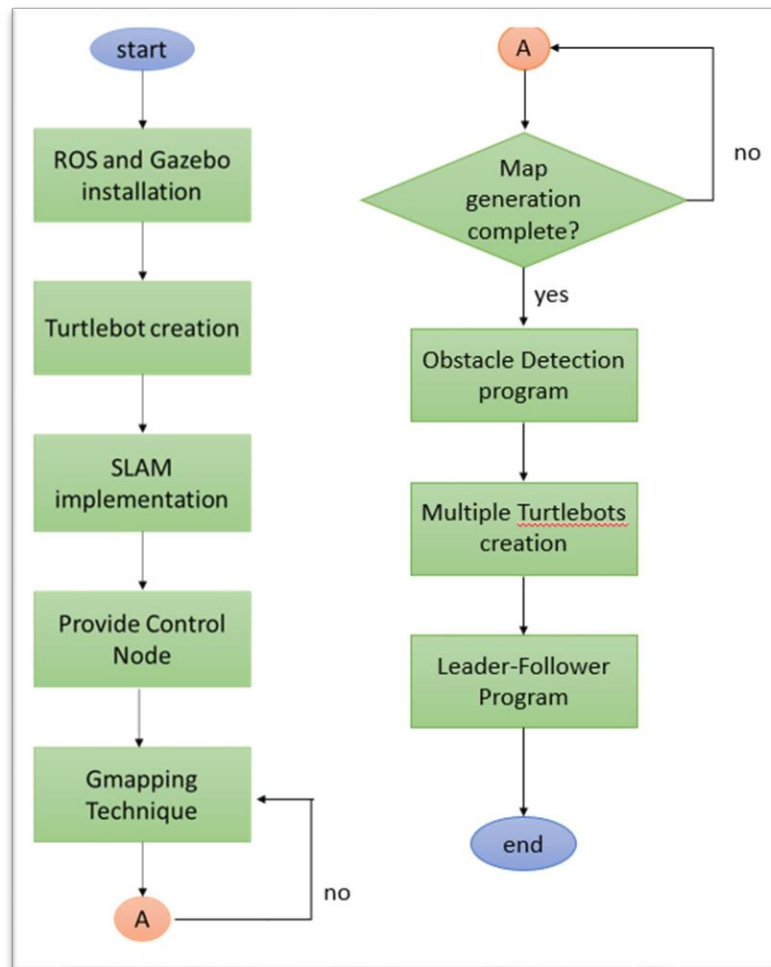 start
ROS and Gazebo
installation
Turtlebot creation
SLAM
implementation
Provide Control
Node
Gmapping
Technique
no
A
A
no
Map
generation
complete?
yes
Obstacle Detection
program
Multiple Turtlebots
creation
Leader-Follower
Program
end